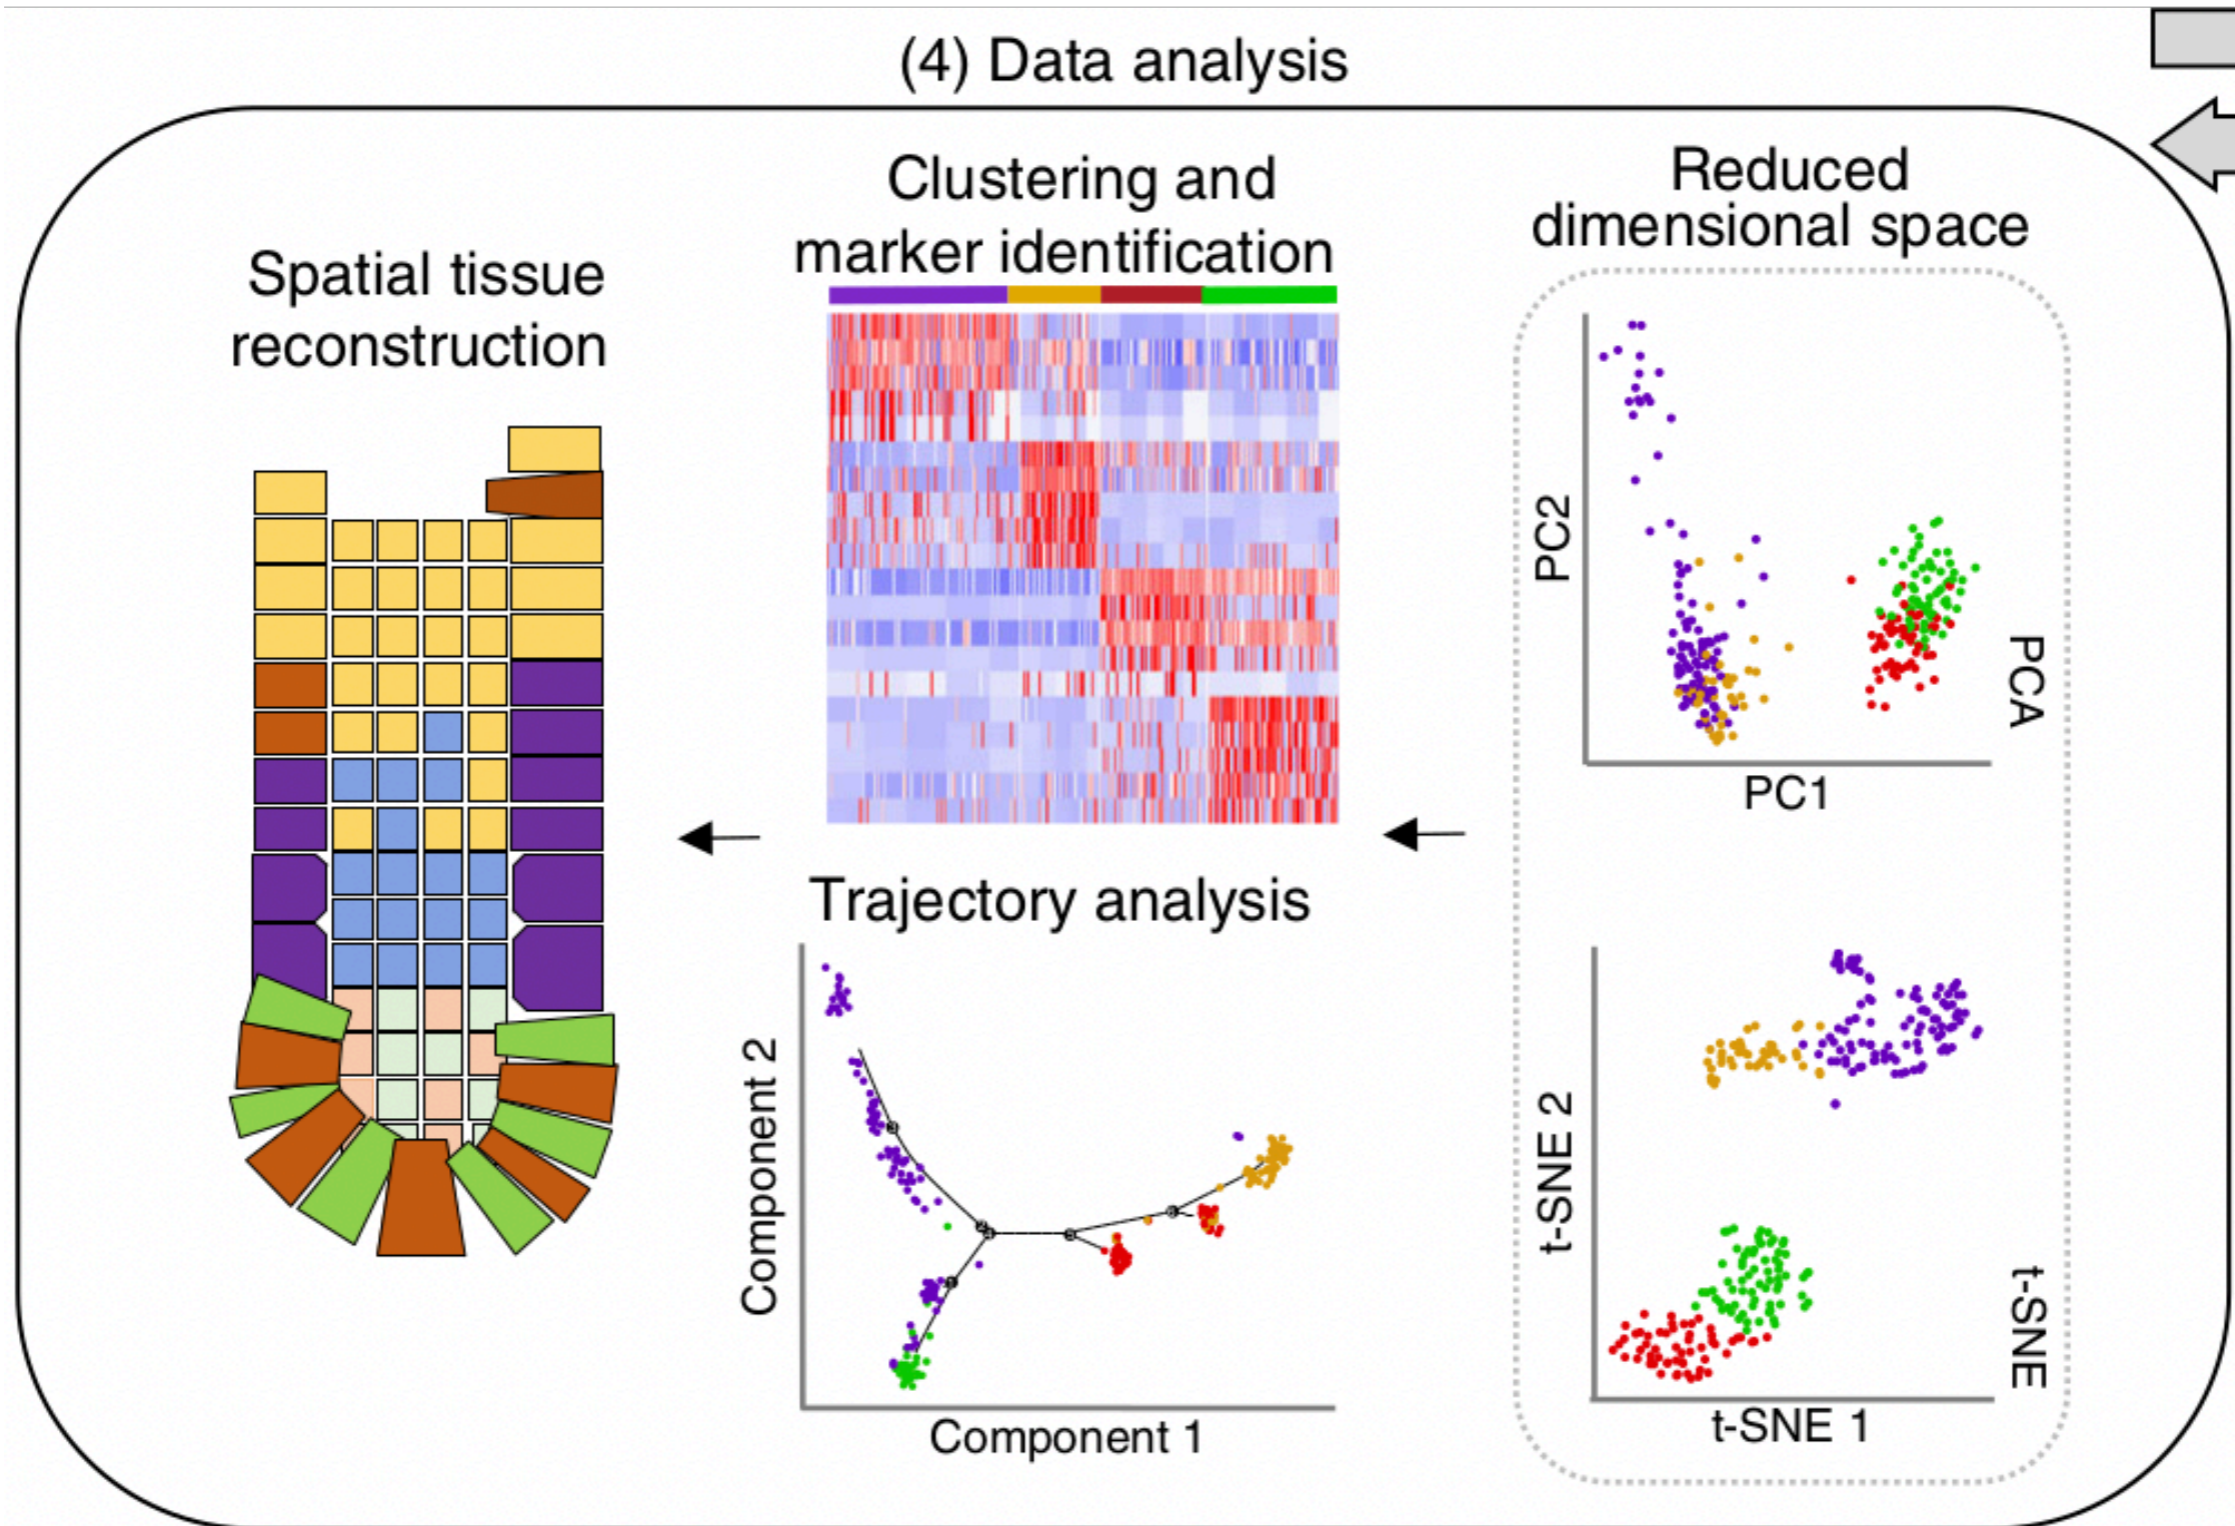 (4) Data analysis
Spatial tissue
reconstruction
Clustering and
marker identification
Trajectory analysis
Component 2
Component 1
Reduced
dimensional space
PC2
PC1
PCA
t-SNE 2
t-SNE 1
t-SNE